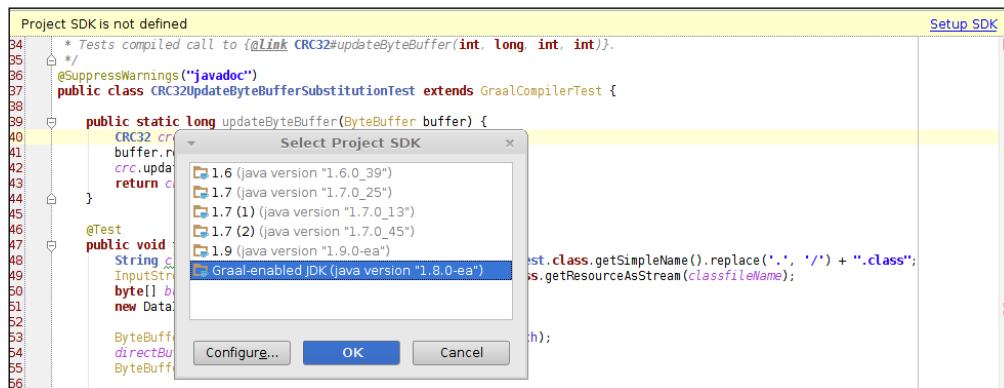 Project SDK is not defined Setup SDK
34 * Tests compiled call to {@link CRC32#updateByteBuffer(int, long, int, int)}.
35 */
36 @SuppressWarnings("javadoc")
37 public class CRC32UpdateByteBufferSubstitutionTest extends GraalCompilerTest {
38
39 public static long updateByteBuffer(ByteBuffer buffer) {
40 CRC32 cr
41 buffer.r
42 crc.upda
43 return c
44 }
45
46 @Test
47 public void
48 String c est.class.getSimpleName().replace('.', '/') + ".class";
49 InputStre ss.getResourceAsStream(classfileName);
50 byte[] b
51 new Data
52
53 ByteBuffe h);
54 directBu
55 ByteBuffe
56
Select Project SDK
1.6 (java version "1.6.0_39")
1.7 (java version "1.7.0_25")
1.7 (1) (java version "1.7.0_13")
1.7 (2) (java version "1.7.0_45")
1.9 (java version "1.9.0-ea")
Graal-enabled JDK (java version "1.8.0-ea")
Configure... OK Cancel